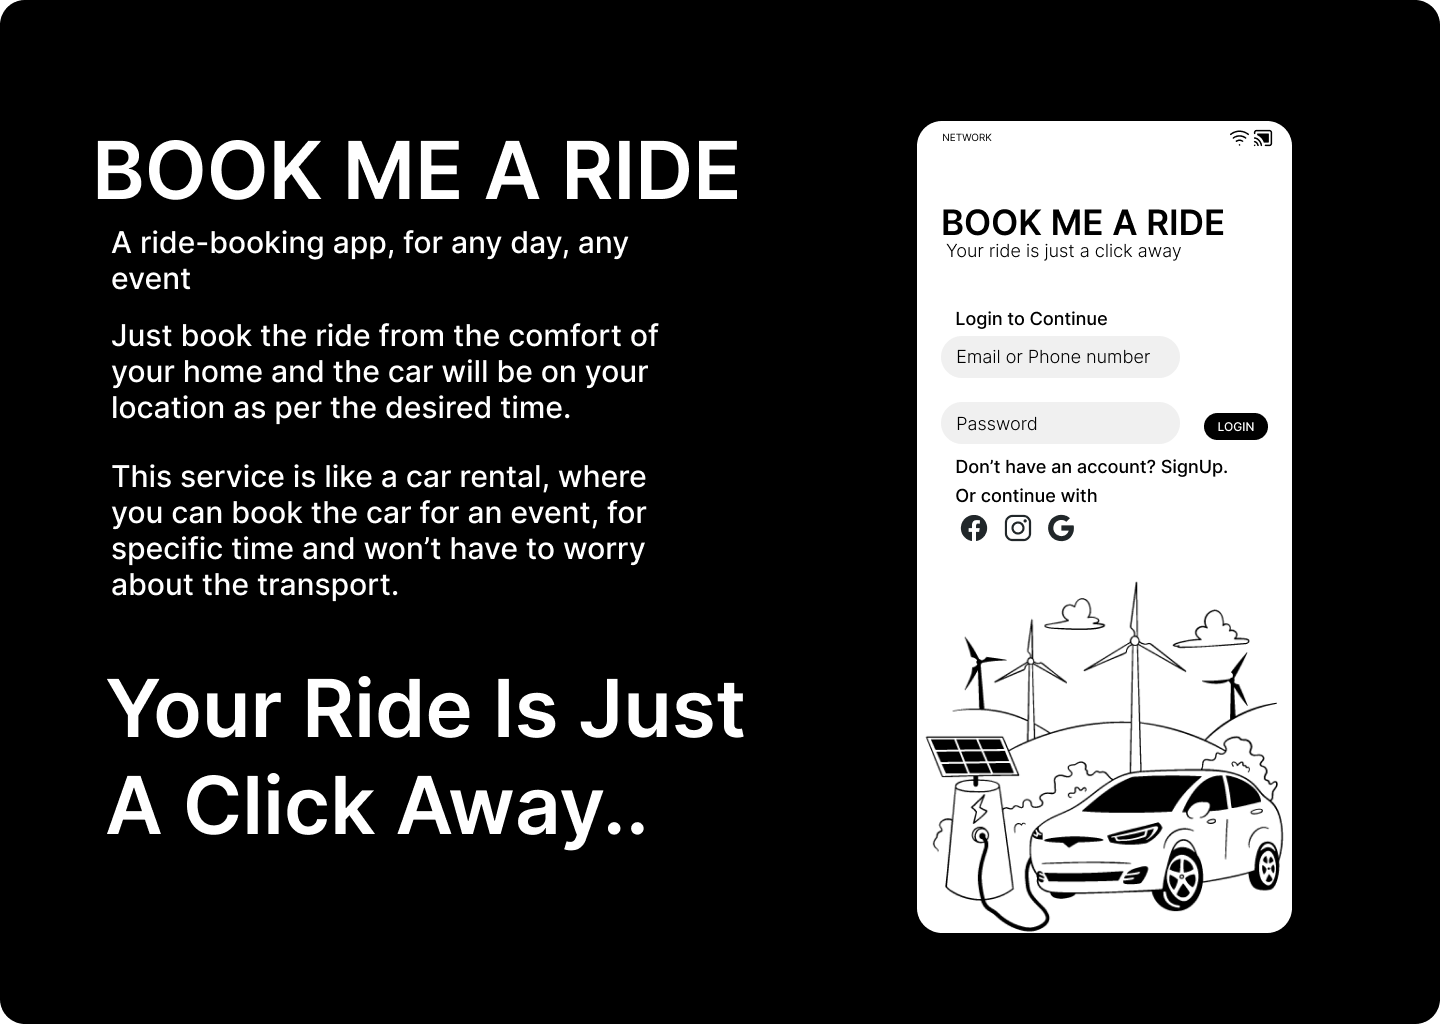 BOOK ME A RIDE
A ride-booking app, for any day, any
event
Just book the ride from the comfort of
your home and the car will be on your
location as per the desired time.
This service is like a car rental, where
you can book the car for an event, for
specific time and won’t have to worry
about the transport.
Your Ride Is Just
A Click Away..
NETWORK
BOOK ME A RIDE
Your ride is just a click away
Login to Continue
Email or Phone number
Password
LOGIN
Don’t have an account? SignUp.
Or continue with